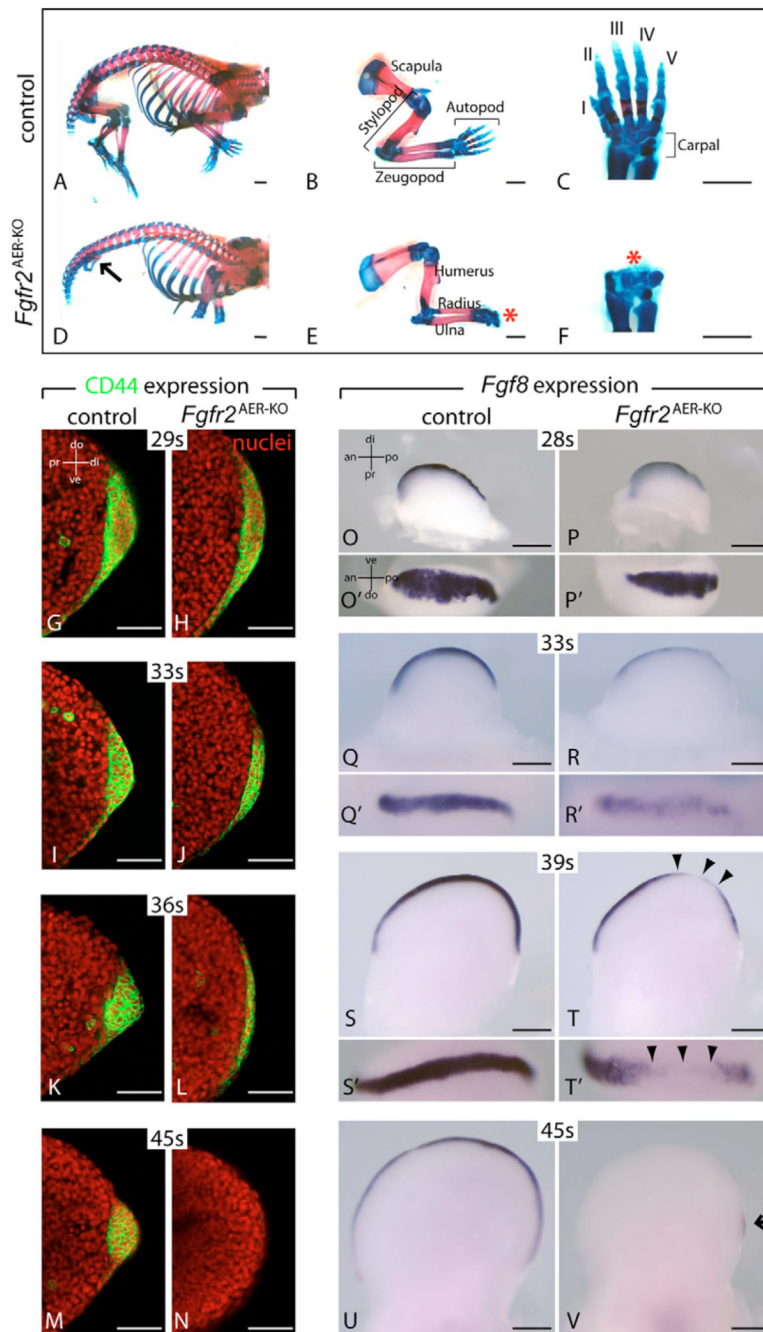 control
Scapula
Stylopod
Autopod
Zeugopod
I
II
III
IV
V
Carpal
A
B
C
Fgfr2AER-KO
Humerus
Radius
Ulna
*
*
D
E
F
CD44 expression
control Fgfr2AER-KO
Fgf8 expression
control Fgfr2AER-KO
29s
nuclei
do
pr di
ve
G
H
28s
di
an po
pr
O
P
ve
an po
do
O′
P′
33s
I
J
33s
Q
R
Q′
R′
36s
K
L
39s
S
T
S′
T′
45s
M
N
45s
U
V